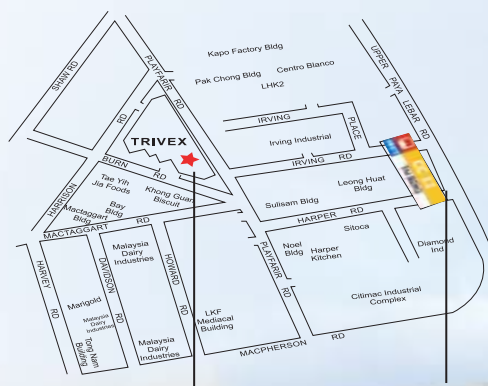 SHAW RD
PLAYFAIR RD
Kapo Factory Bldg
Pak Chong Bldg
Centro Bianco
LHK2
UPPER PAYA LEBAR RD
RD
IRVING
PLACE
TRIVEX
Irving Industrial
BURN RD
IRVING RD
HARRISON
Tae Yih
Jia Foods
Khong Guan
Biscuit
Leong Huat
Bldg
Bay
Bldg
Mactaggart
Bldg
Sulisam Bldg
MACTAGGART RD
HARPER RD
Sitoca
HARVEY RD
DAVIDSON RD
Malaysia
Dairy
Industries
HOWARD RD
PLAYFAIR RD
Noel
Bldg
Harper
Kitchen
Diamond
Ind
Marigold
Malaysia
Dairy
Industries
Citimac Industrial
Complex
LKF
Mediacal
Building
Tong Nam
Building
Malaysia
Dairy
Industries
MACPHERSON RD